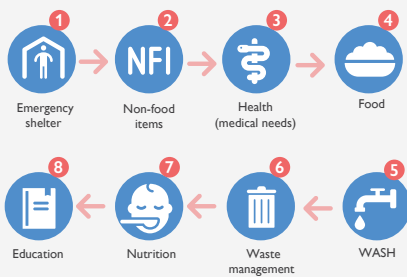 1
Emergency
shelter
2
NFI
Non-food
items
3
Health
(medical needs)
4
Food
5
WASH
6
Waste
management
7
Nutrition
8
Education